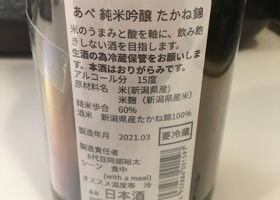 あべ 純米吟醸 たかね錦
米のうまみと酸を軸に、飲み飽
きしない酒を目指します。
生酒の為冷蔵保管をお願いしま
す。本酒はおりがらみです。
アルコール分 15度
原材料名 米(新潟県産)
米麹(新潟県産米)
精米歩合 60%
酒米 新潟県産たかね錦100%
製造年月 2021.03 要冷蔵
製造責任者
6代目阿部裕太
シーン 食中
(with a meal)
オススメ温度帯 冷
品目 日本酒